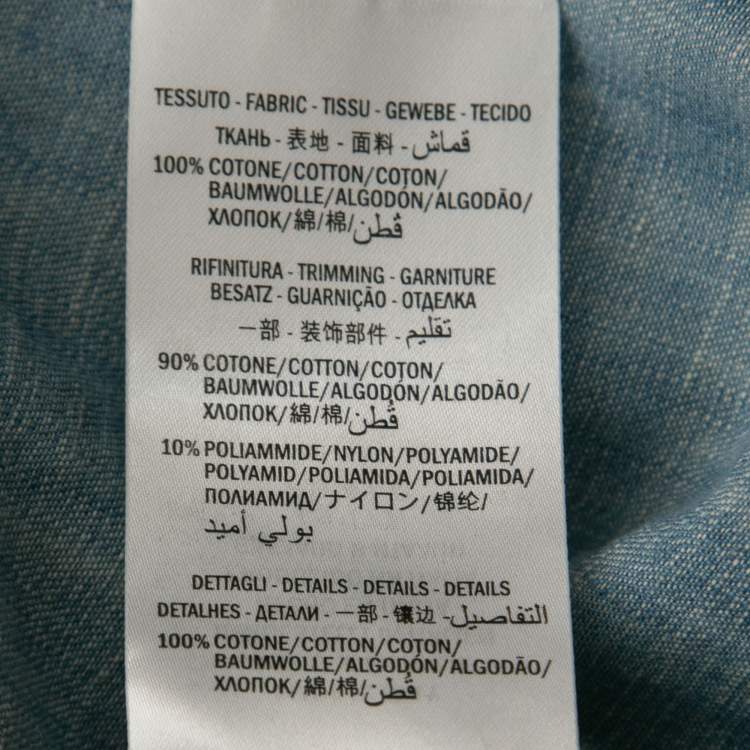 TESSUTO - FABRIC - TISSU - GEWEBE - TECIDO
ТКАНЬ - 表地 - 面料 - قماش
100% COTONE/COTTON/COTON/
BAUMWOLLE/ALGODÓN/ALGODÃO/
ХЛОПОК/綿/棉/قُطن
RIFINITURA - TRIMMING - GARNITURE
BESATZ - GUARNIÇÃO - ОТДЕЛКА
一部 - 装饰部件 - تقليم
90% COTONE/COTTON/COTON/
BAUMWOLLE/ALGODÓN/ALGODÃO/
ХЛОПОК/綿/棉/قُطن
10% POLIAMMIDE/NYLON/POLYAMIDE/
POLYAMID/POLIAMIDA/POLIAMIDA/
ПОЛИАМИД/ナイロン/锦纶/
بولي أميد
DETTAGLI - DETAILS - DETAILS - DETAILS
DETALHES - ДЕТАЛИ - 一部 - 镶边 - التفاصيل
100% COTONE/COTTON/COTON/
BAUMWOLLE/ALGODÓN/ALGODÃO/
ХЛОПОК/綿/棉/قُطن